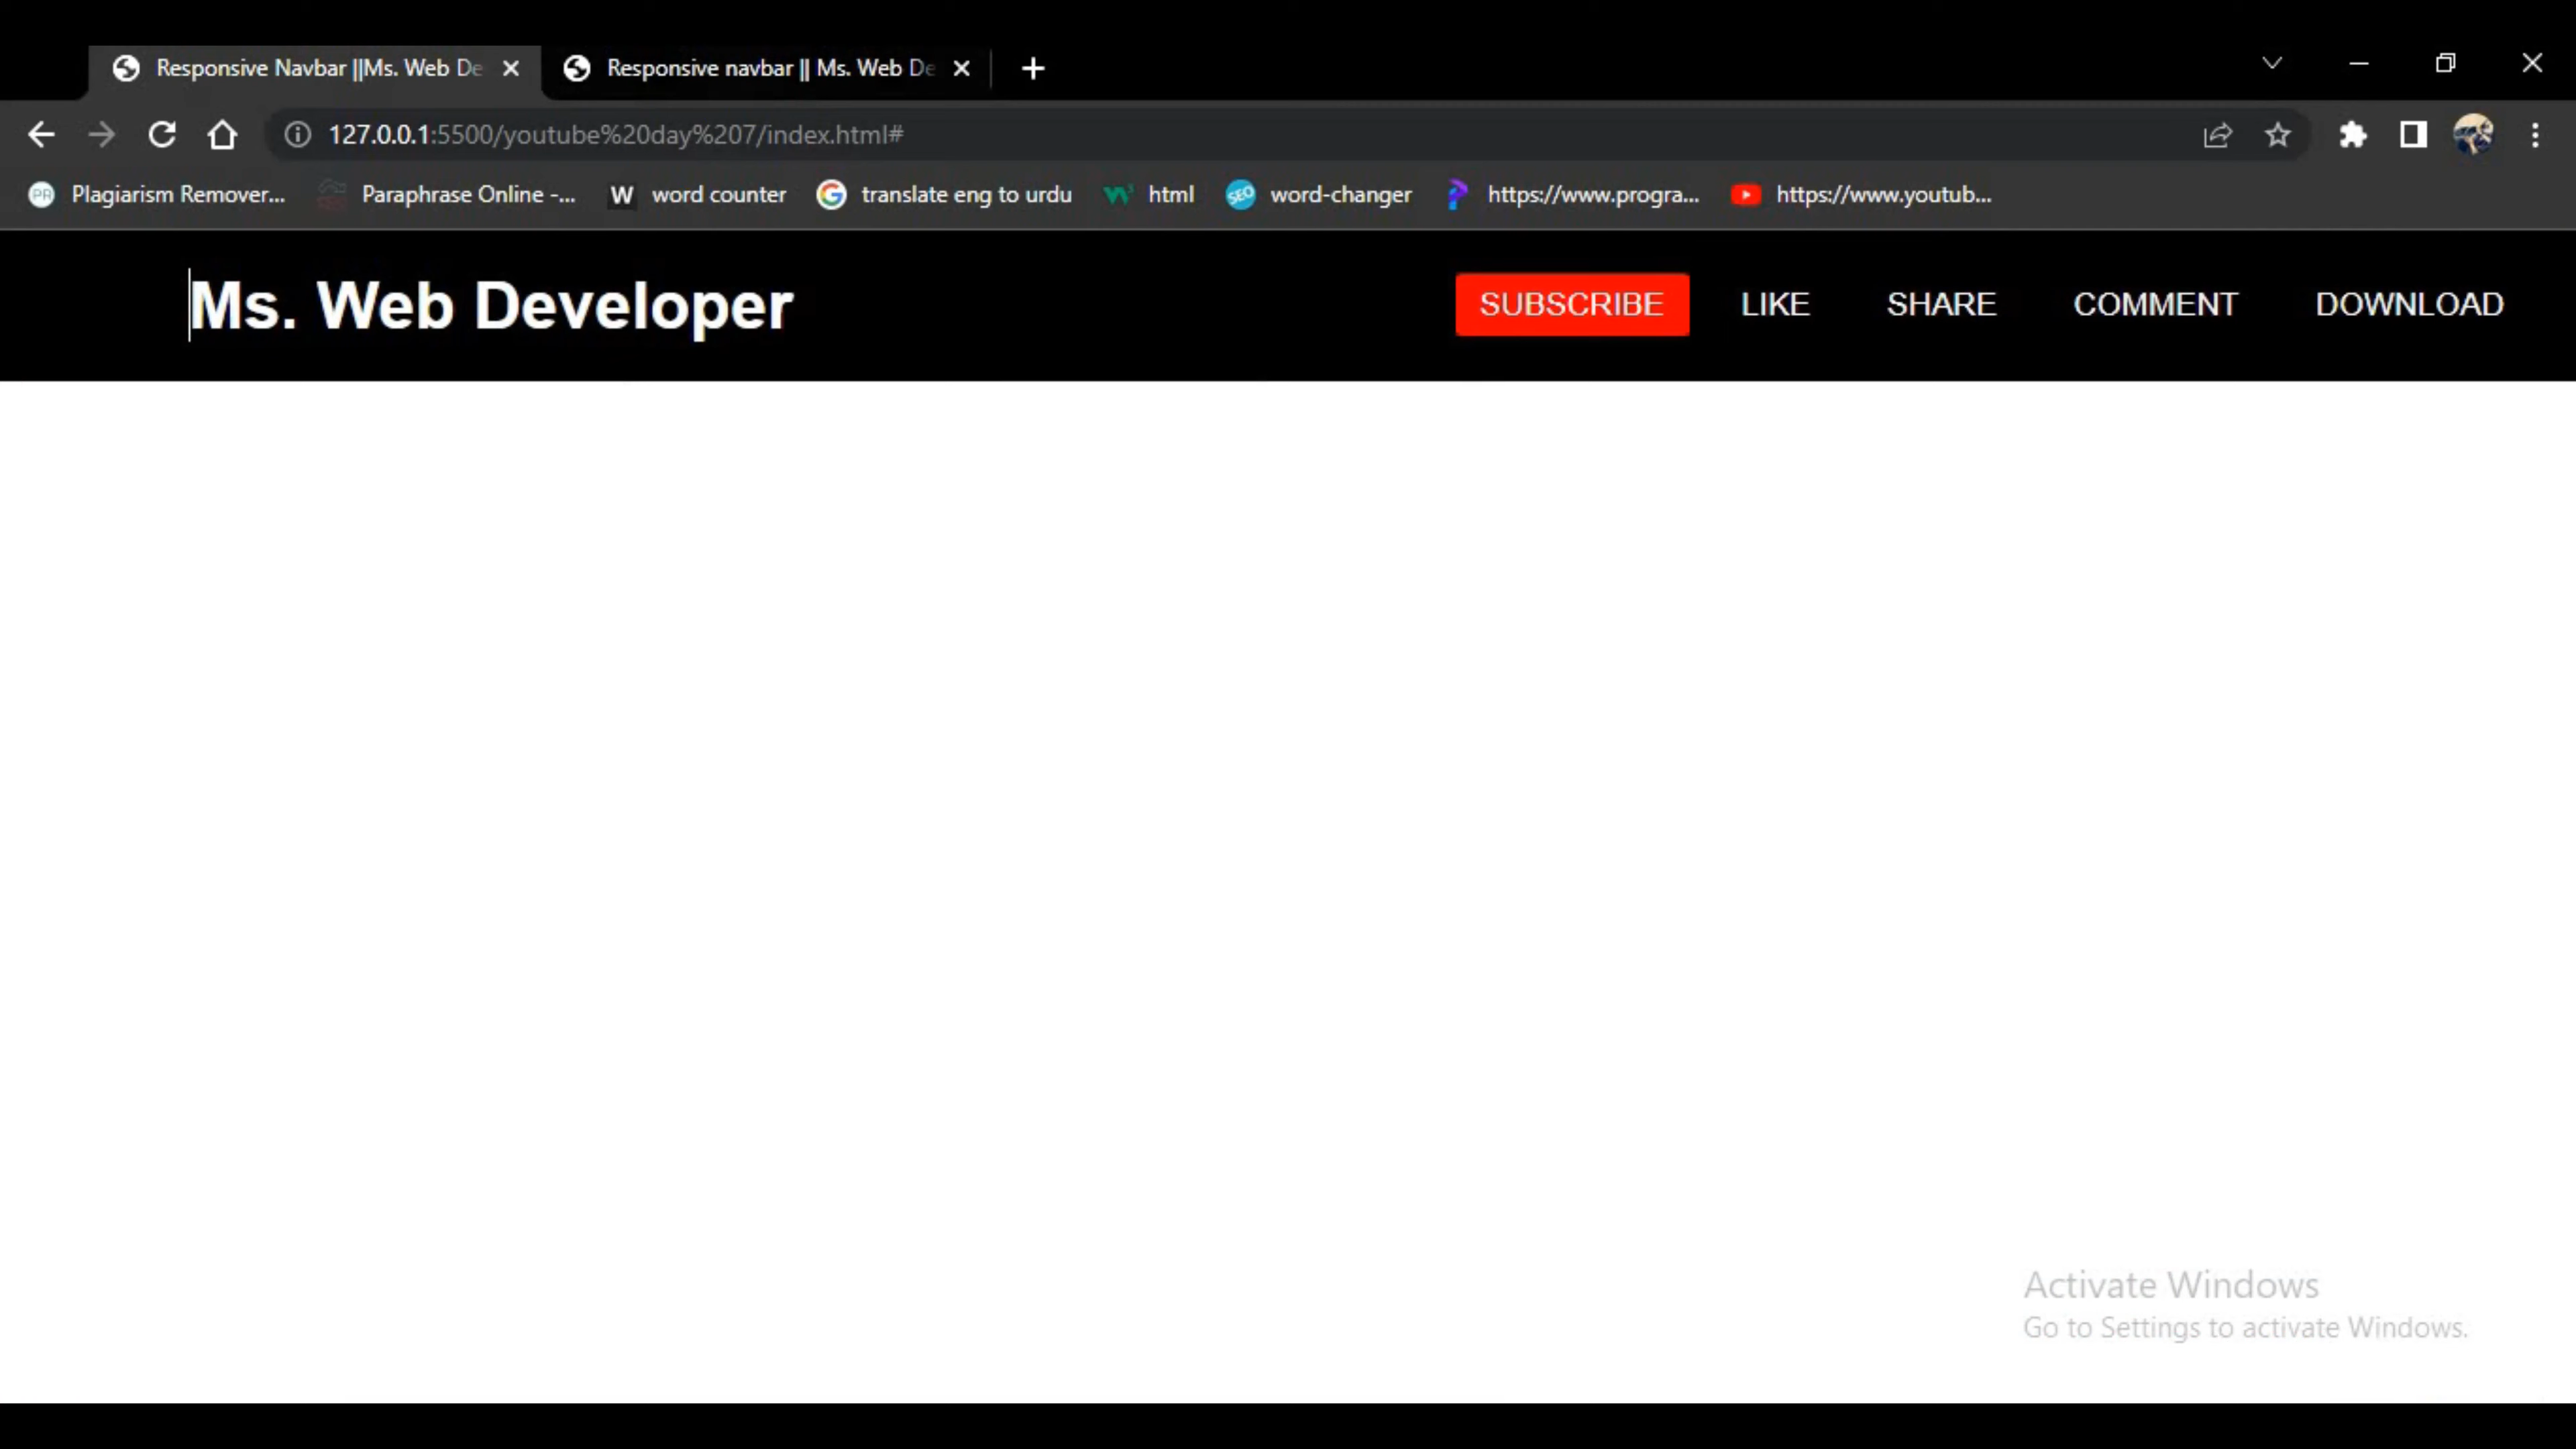 Responsive Navbar ||Ms. Web De
Responsive navbar || Ms. Web De
127.0.0.1:5500/youtube%20day%207/index.html#
PR Plagiarism Remover... Paraphrase Online -... W word counter G translate eng to urdu html SEO word-changer https://www.progra... https://www.youtub...
Ms. Web Developer
SUBSCRIBE LIKE SHARE COMMENT DOWNLOAD
Activate Windows
Go to Settings to activate Windows.